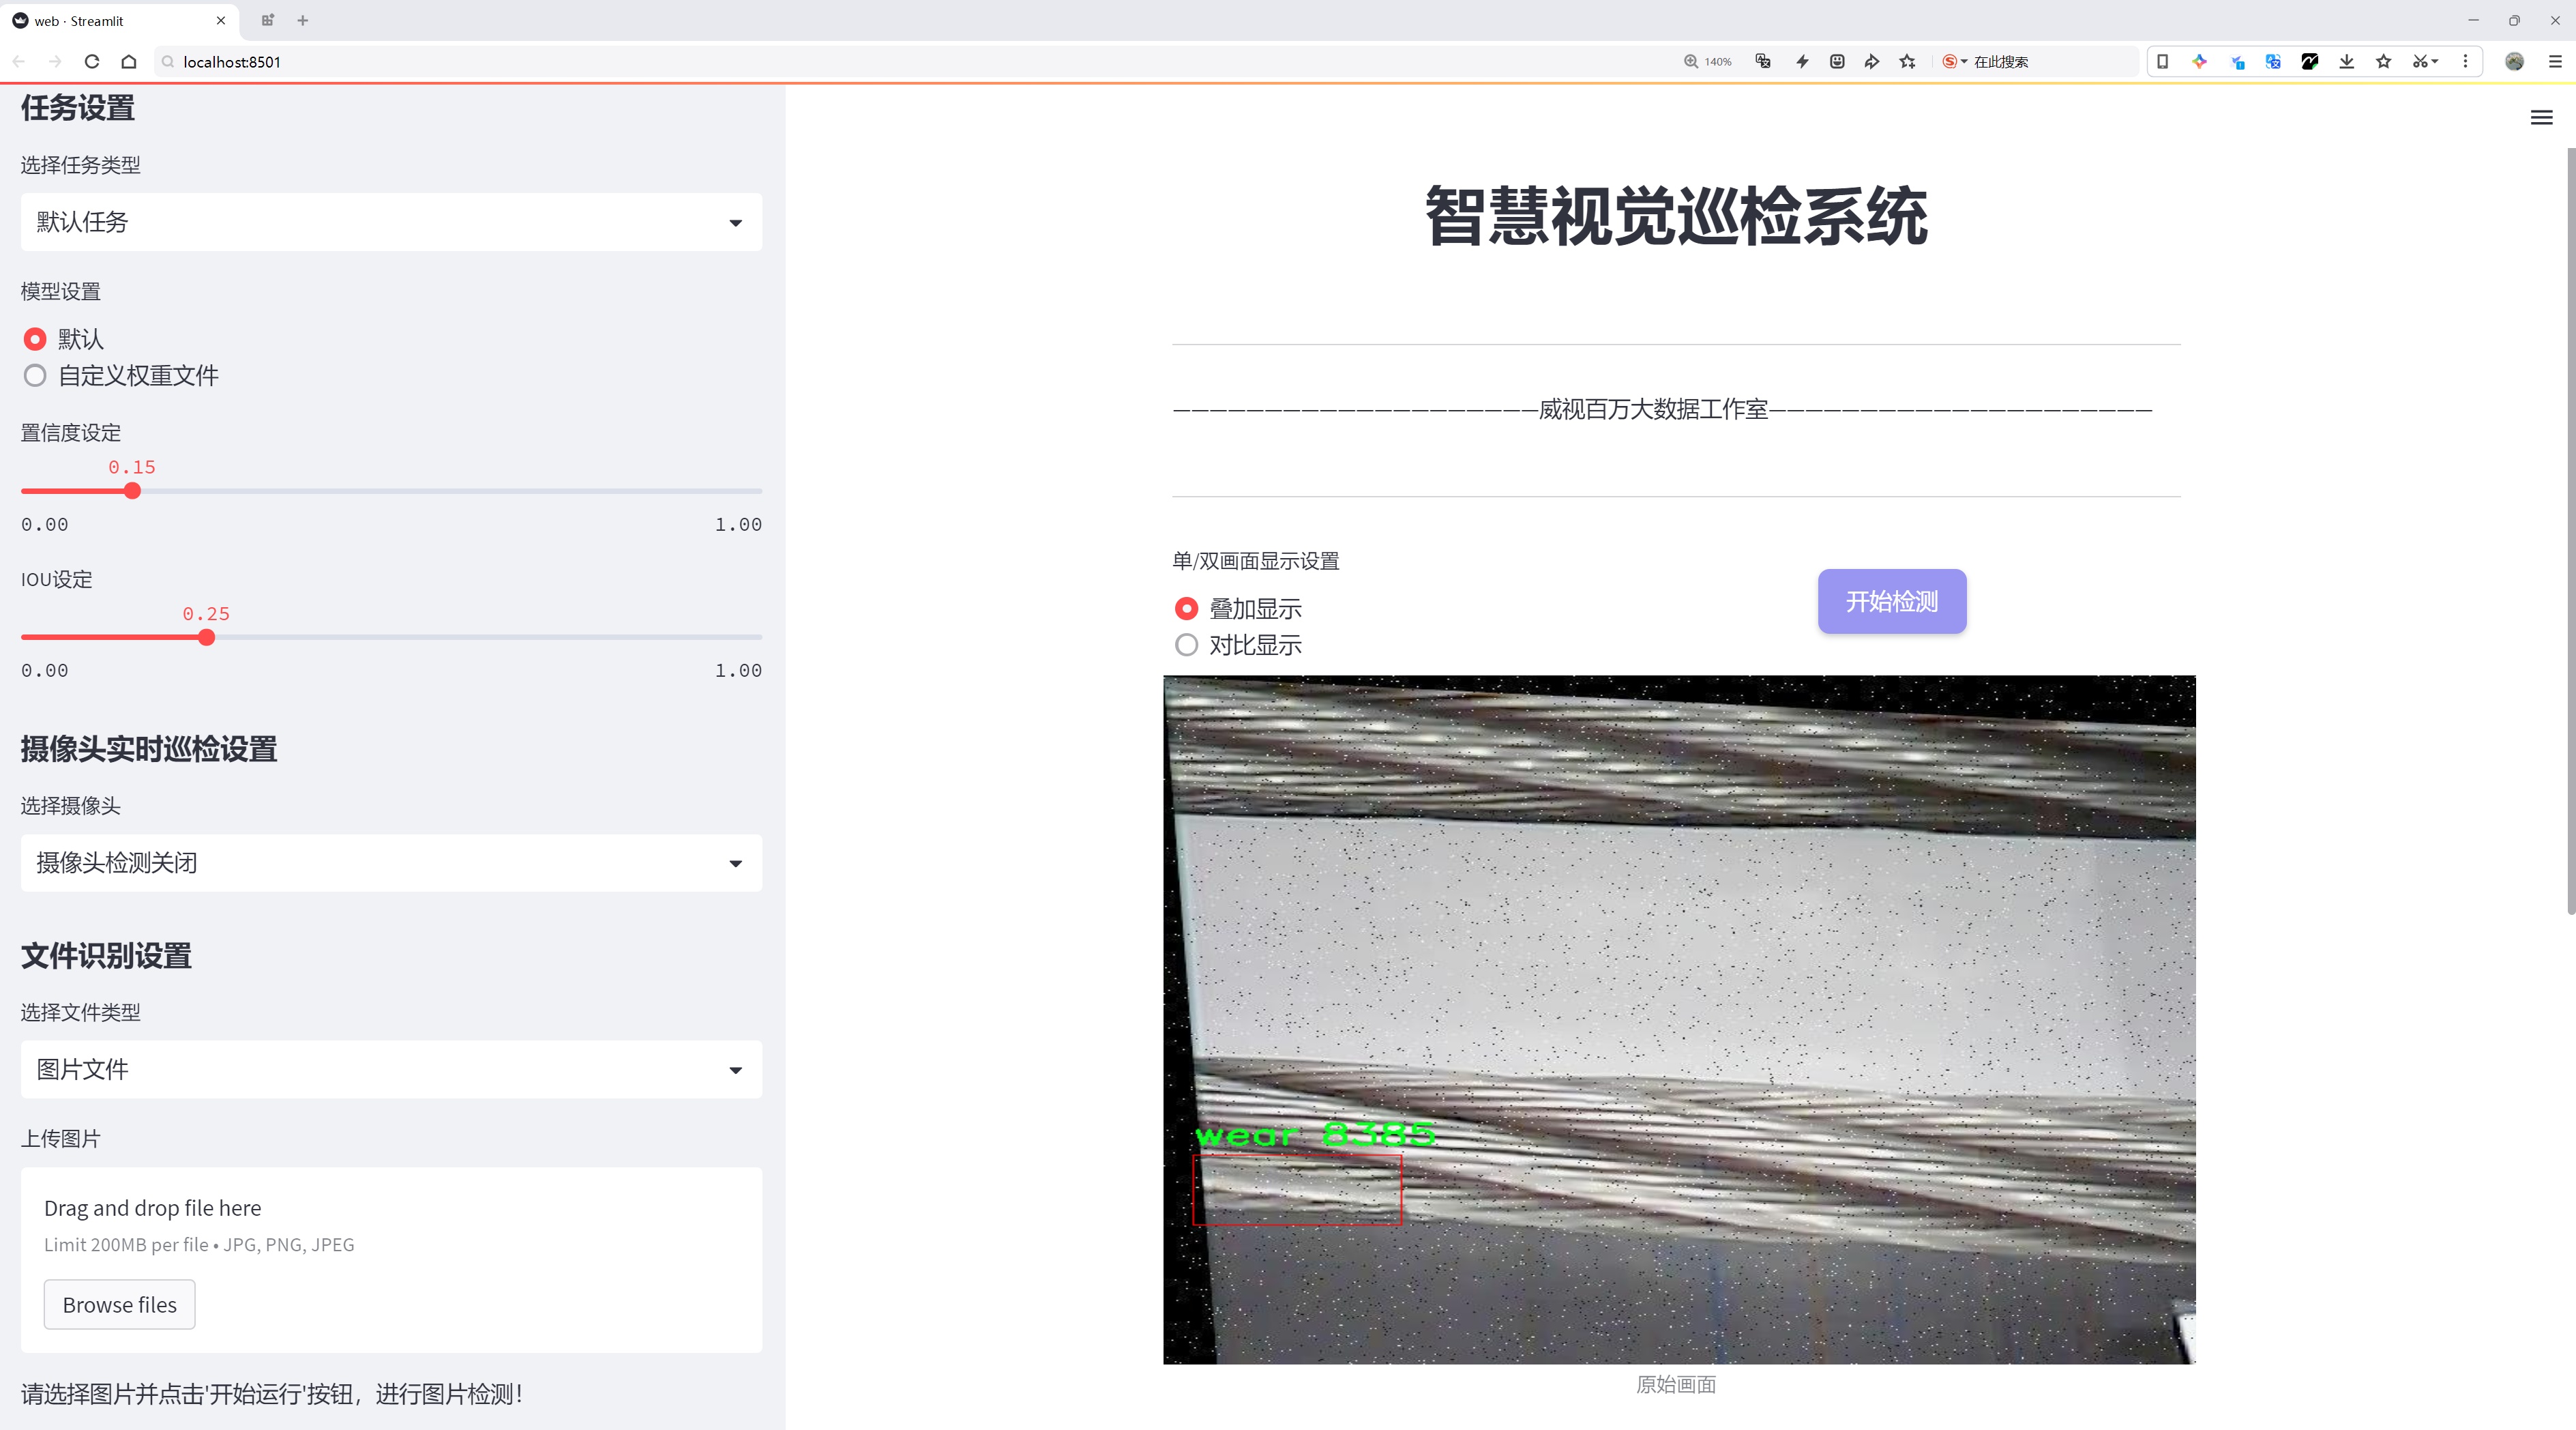 web · Streamlit
localhost:8501
140%
在此搜索
任务设置
选择任务类型
默认任务
模型设置
默认
自定义权重文件
置信度设定
0.15
0.00
1.00
IOU设定
0.25
0.00
1.00
摄像头实时巡检设置
选择摄像头
摄像头检测关闭
文件识别设置
选择文件类型
图片文件
上传图片
Drag and drop file here
Limit 200MB per file • JPG, PNG, JPEG
Browse files
请选择图片并点击'开始运行'按钮，进行图片检测！
智慧视觉巡检系统
————————————————————威视百万大数据工作室—————————————————————
单/双画面显示设置
叠加显示
对比显示
开始检测
wear 8385
原始画面